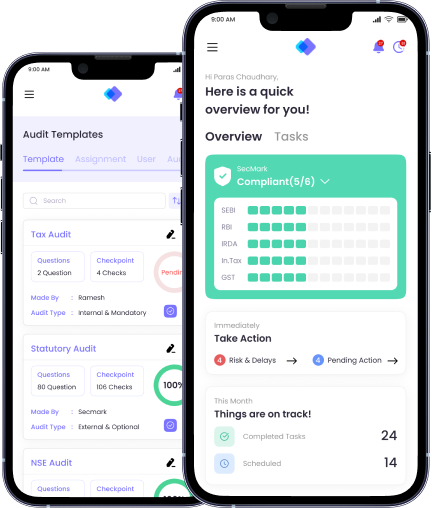 9:00 AM
Audit Templates
Template Assignment User
Search
Tax Audit
Questions Checkpoint
2 Question 4 Checks
Made By : Ramesh
Audit Type : Internal & Mandatory
Statutory Audit
Questions Checkpoint
80 Question 106 Checks
100%
Made By : Secmark
Audit Type : External & Optional
NSE Audit
Questions Checkpoint
9:00 AM
Hi Paras Chaudhary,
Here is a quick
overview for you!
Overview Tasks
SecMark
Compliant(5/6)
SEBI
RBI
IRDA
In.Tax
GST
Immediately
Take Action
4 Risk & Delays
4 Pending Action
This Month
Things are on track!
Completed Tasks 24
Scheduled 14